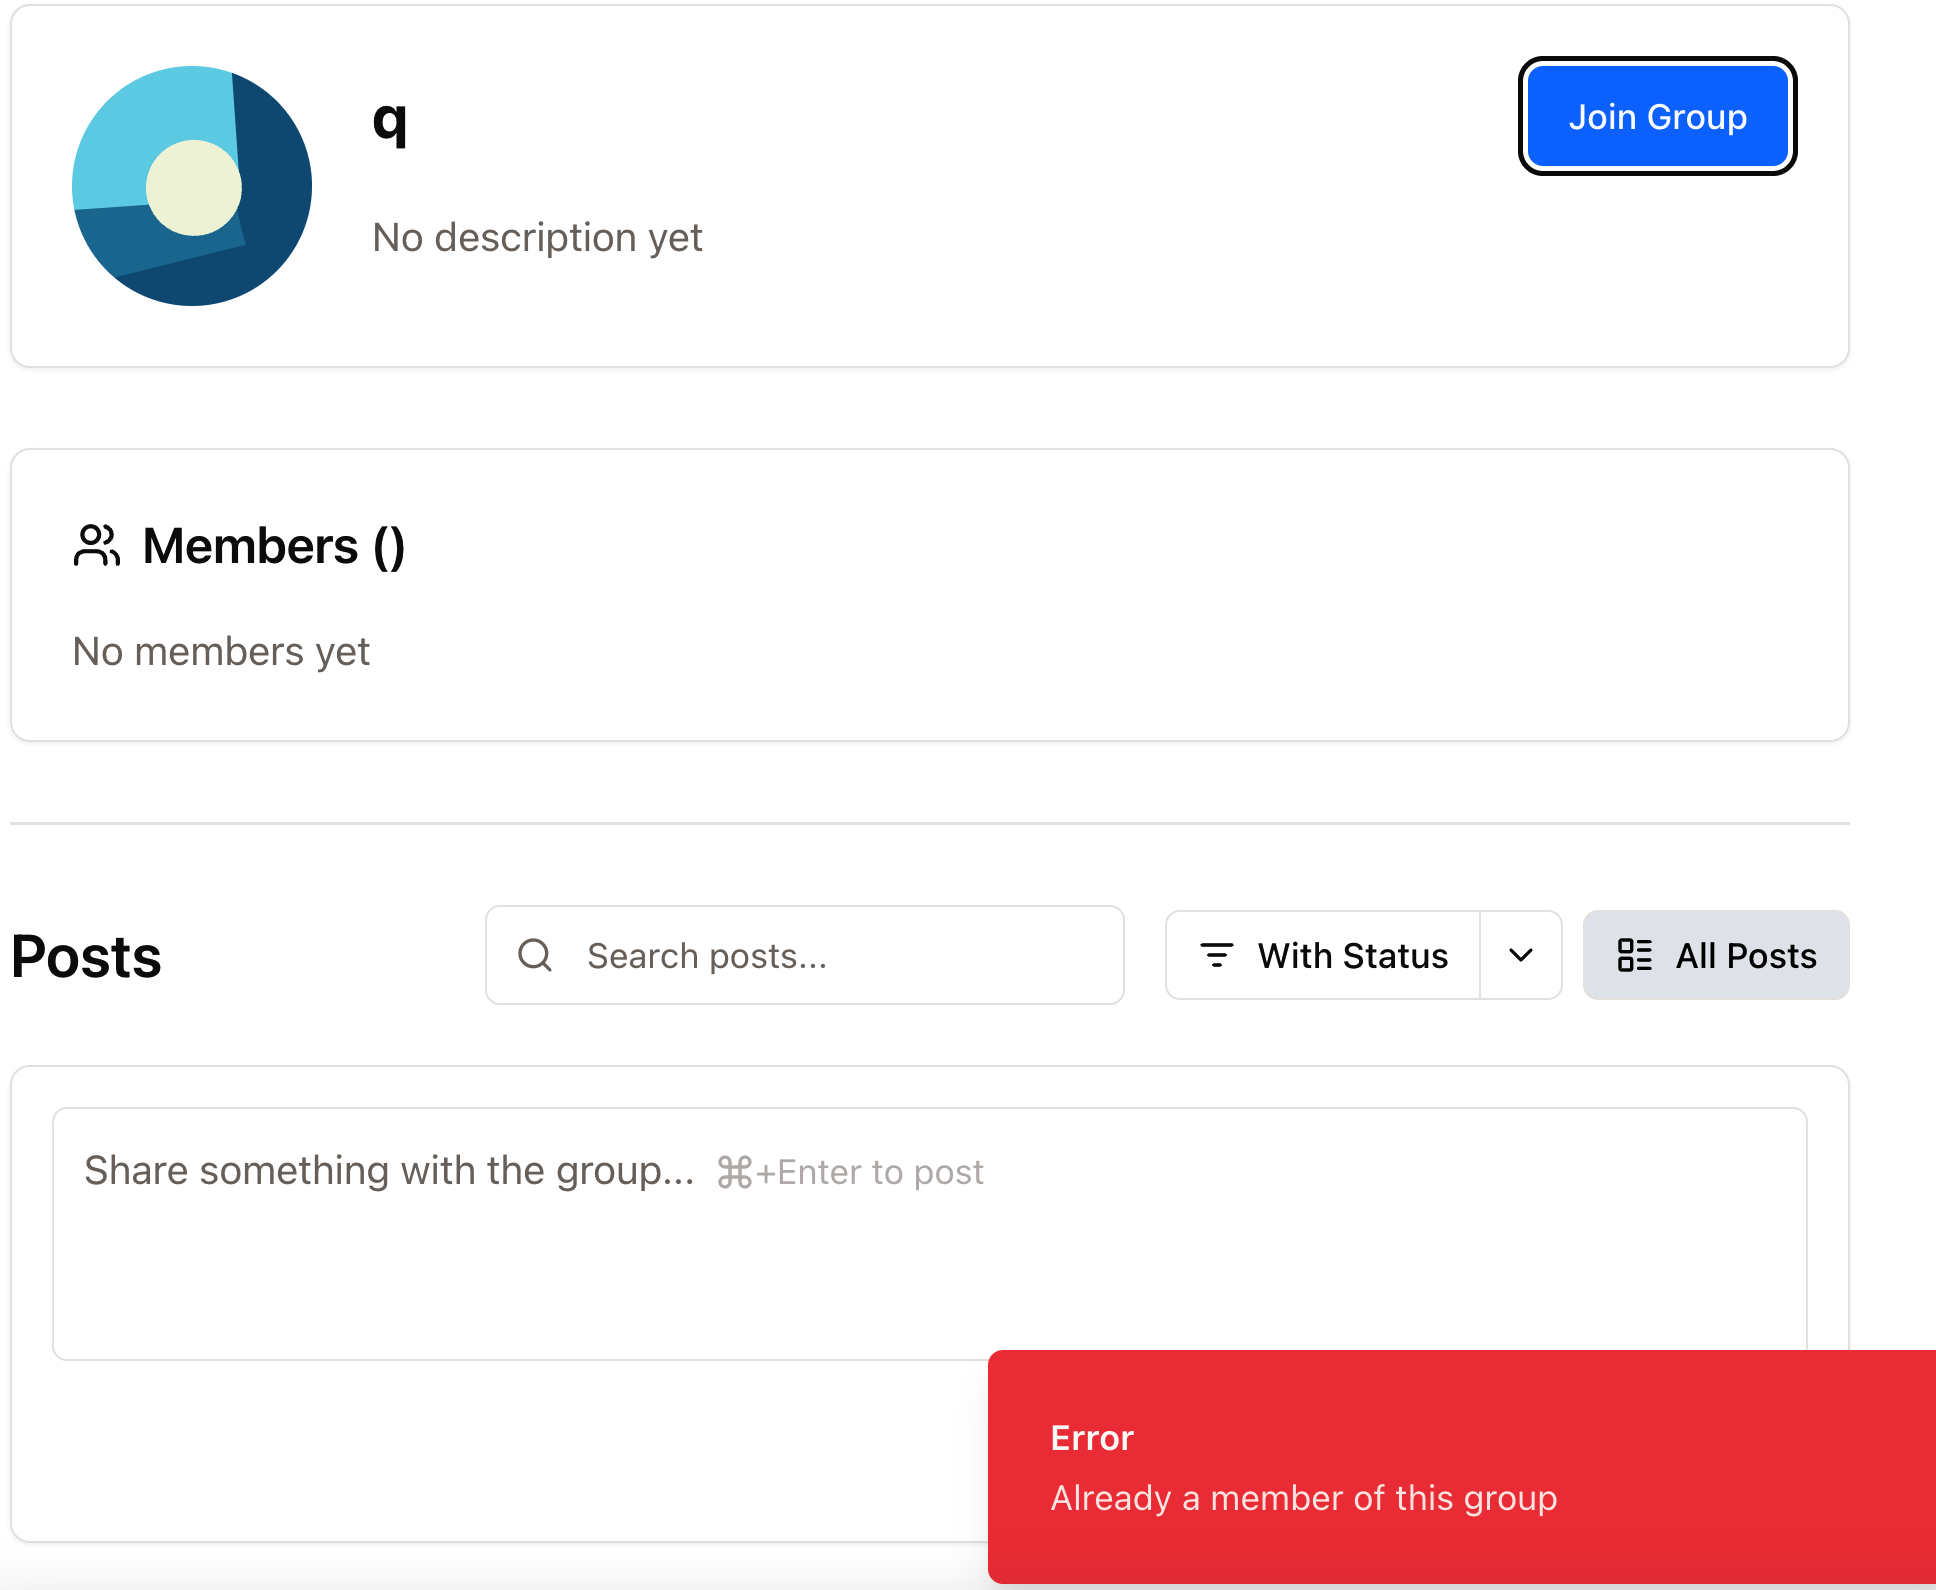 q
Join Group
No description yet
Members ()
No members yet
Posts
Search posts...
With Status
All Posts
Share something with the group... ⌘+Enter to post
Error
Already a member of this group